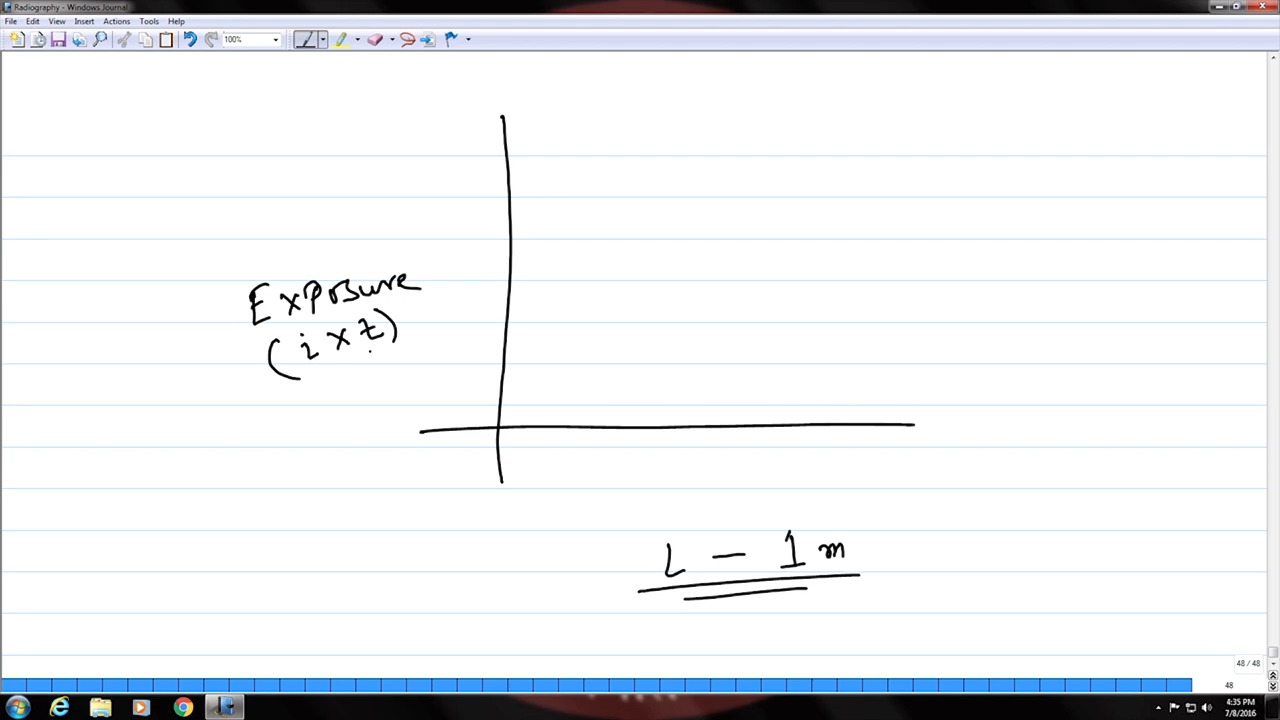 Radiography - Windows Journal
File Edit View Insert Actions Tools Help
100%
Exposure
(i x t)
L - 1 m
48 / 48
48
4:35 PM
7/8/2016